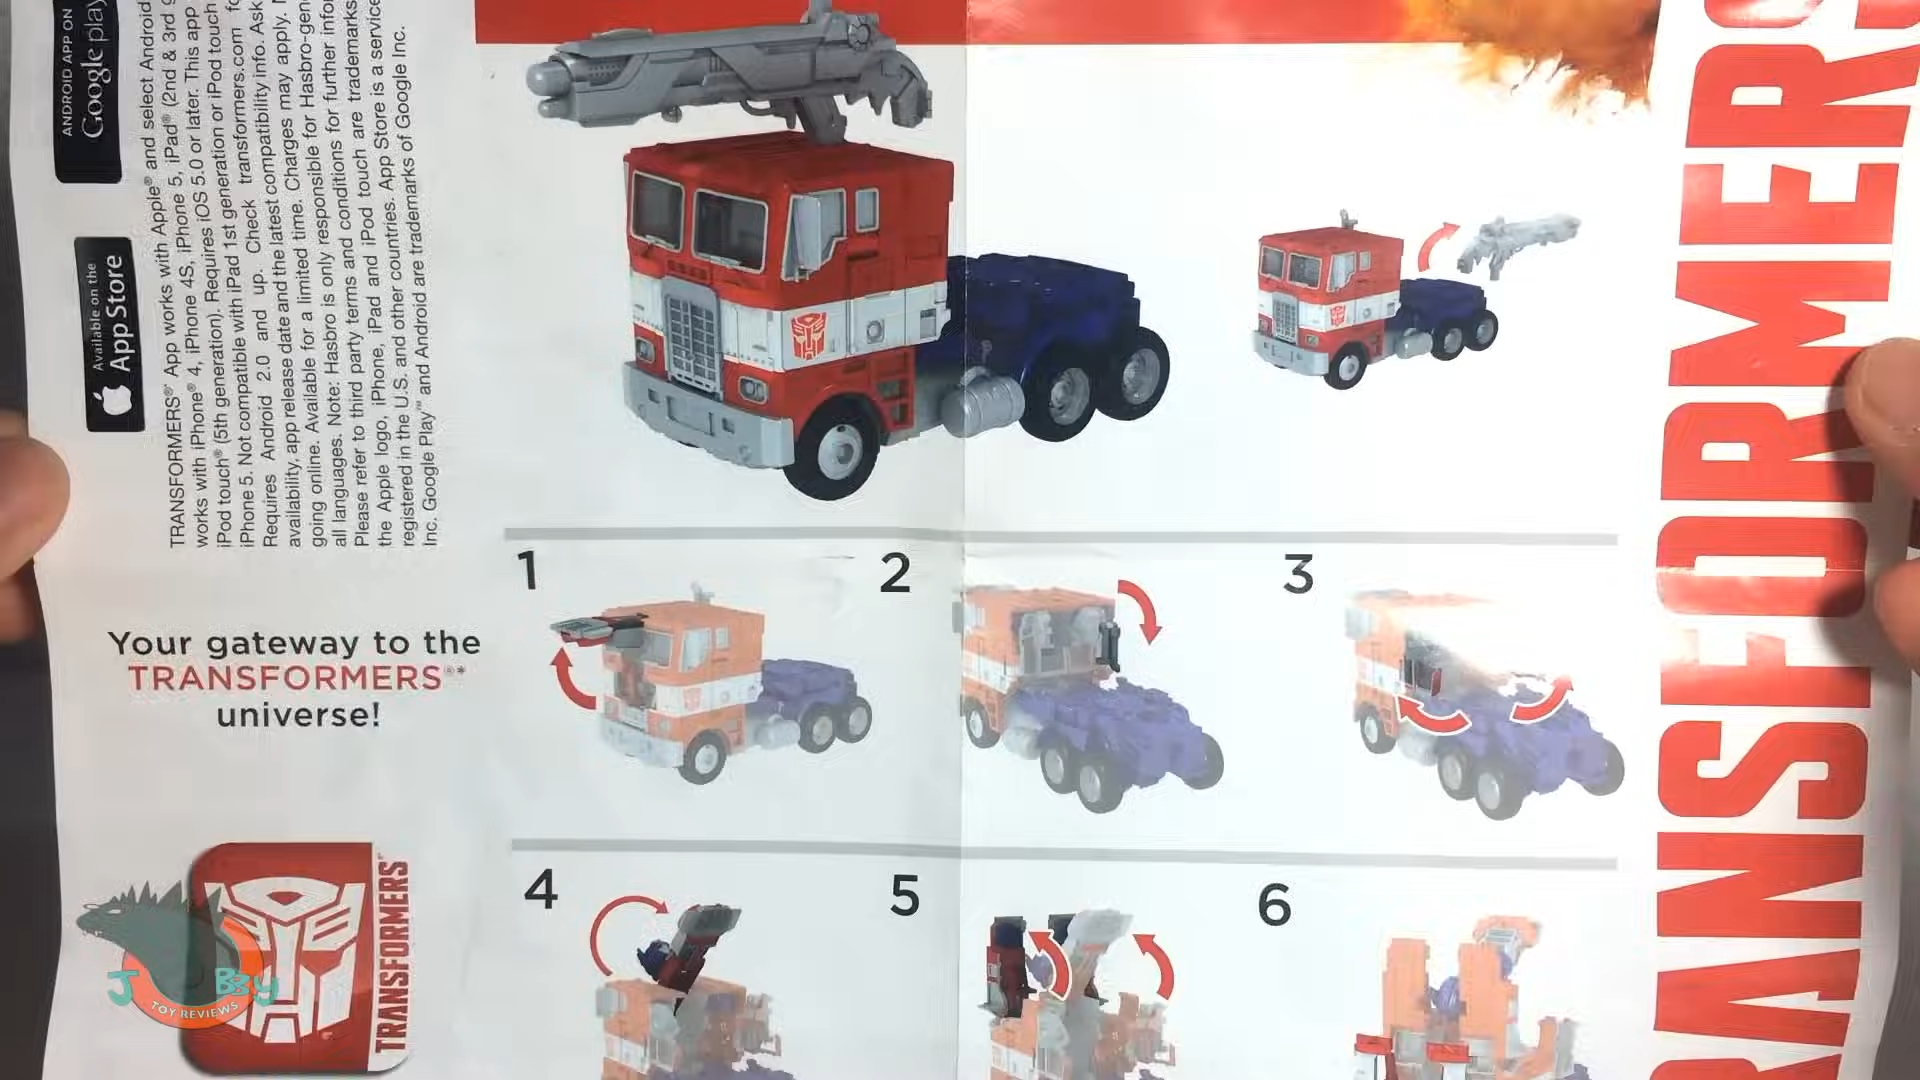 ANDROID APP ON
Google play
Available on the
App Store
TRANSFORMERS® App works with Apple® and select Android
works with iPhone® 4, iPhone 4S, iPhone 5, iPad® (2nd & 3rd
iPod touch® (5th generation). Requires iOS 5.0 or later. This app
iPhone 5. Not compatible with iPad 1st generation or iPod touch
Requires Android 2.0 and up. Check transformers.com
availability, app release date and the latest compatibility info. Ask
going online. Available for a limited time. Charges may apply.
all languages. Note: Hasbro is only responsible for
Please refer to third party terms and conditions for further
the Apple logo, iPhone, iPad and iPod touch are trademarks
registered in the U.S. and other countries. App Store is a service
Inc. Google Play™ and Android are trademarks of Google Inc.
Your gateway to the
TRANSFORMERS®*
universe!
TRANSFORMERS
JOBBY
TOY REVIEWS
1
2
3
4
5
6